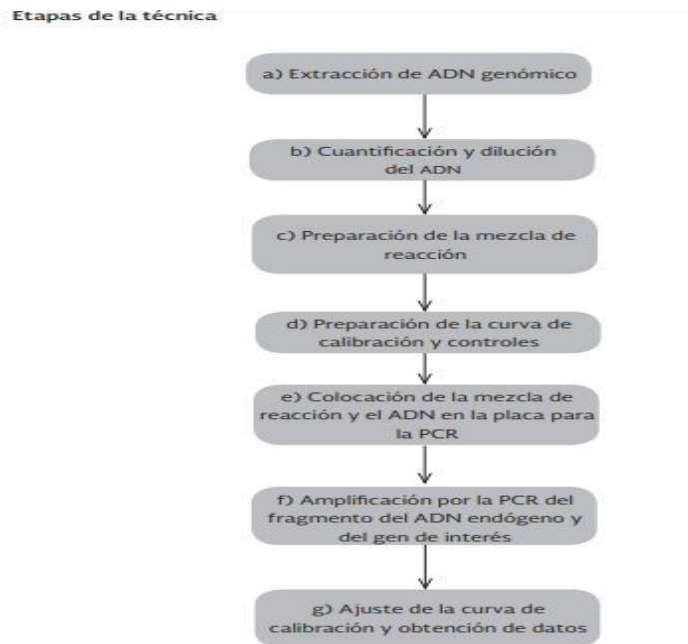 Etapas de la técnica
a) Extracción de ADN genómico
b) Cuantificación y dilución
del ADN
c) Preparación de la mezcla de
reacción
d) Preparación de la curva de
calibración y controles
e) Colocación de la mezcla de
reacción y el ADN en la placa para
la PCR
f) Amplificación por la PCR del
fragmento del ADN endógeno y
del gen de interés
g) Ajuste de la curva de
calibración y obtención de datos